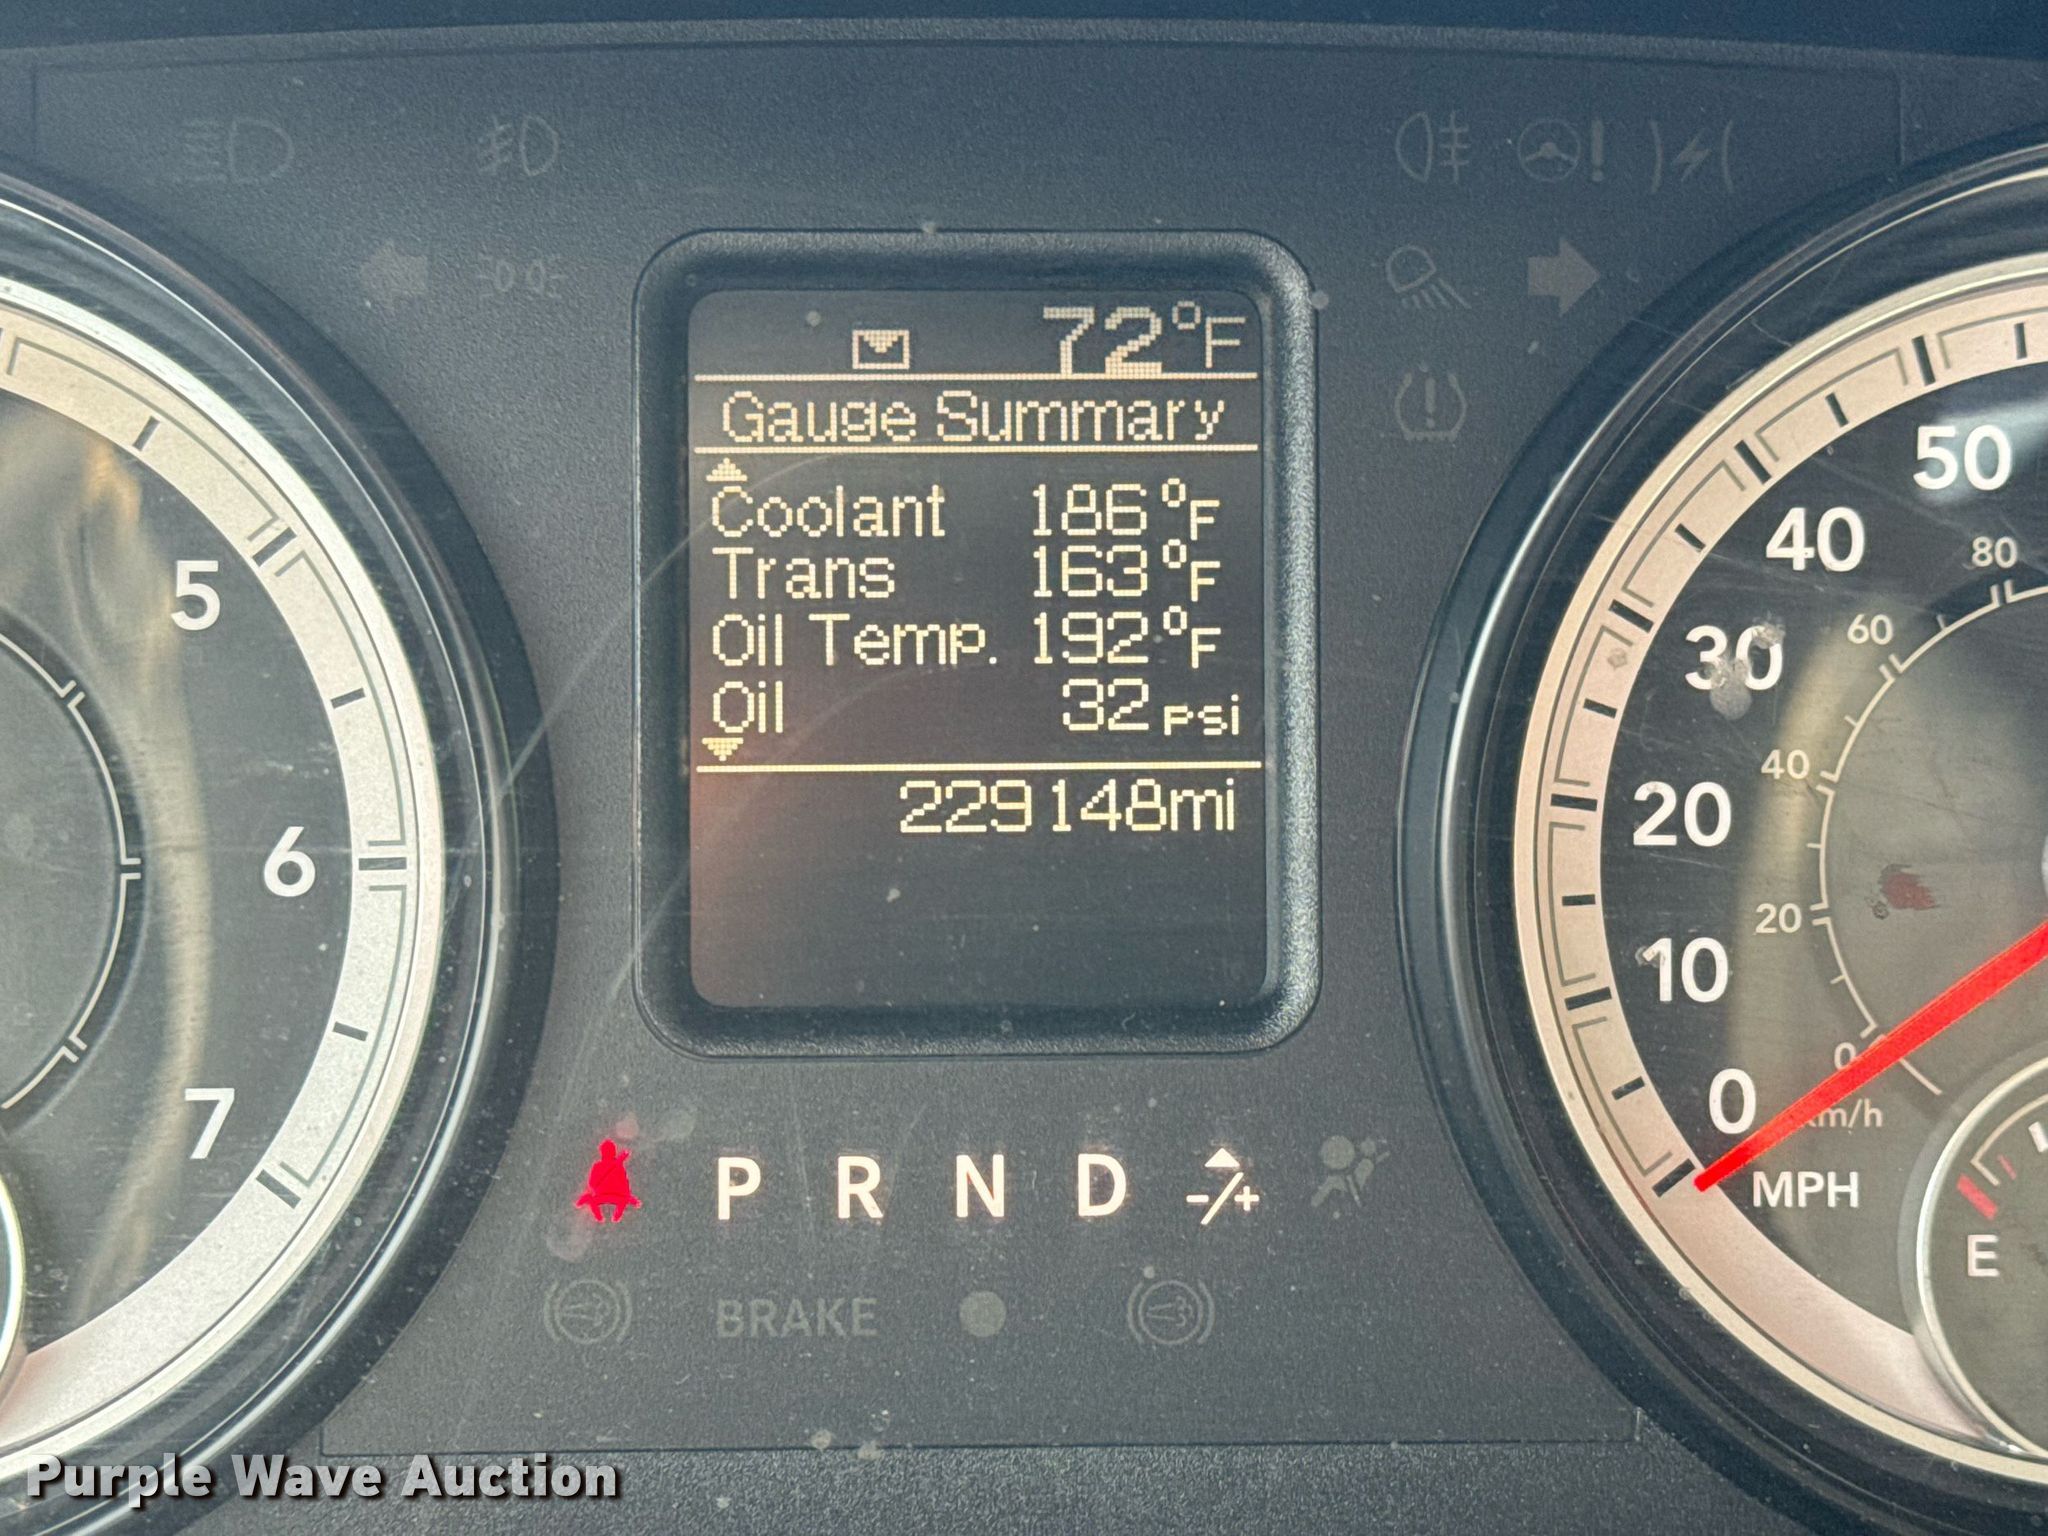 72°F
Gauge Summary
Coolant 186°F
Trans 163°F
Oil Temp. 192°F
Oil 32 psi
229148mi
5
6
7
50
40
30
20
10
0
MPH
80
60
40
20
0
km/h
E
P R N D -/+
BRAKE
Purple Wave Auction